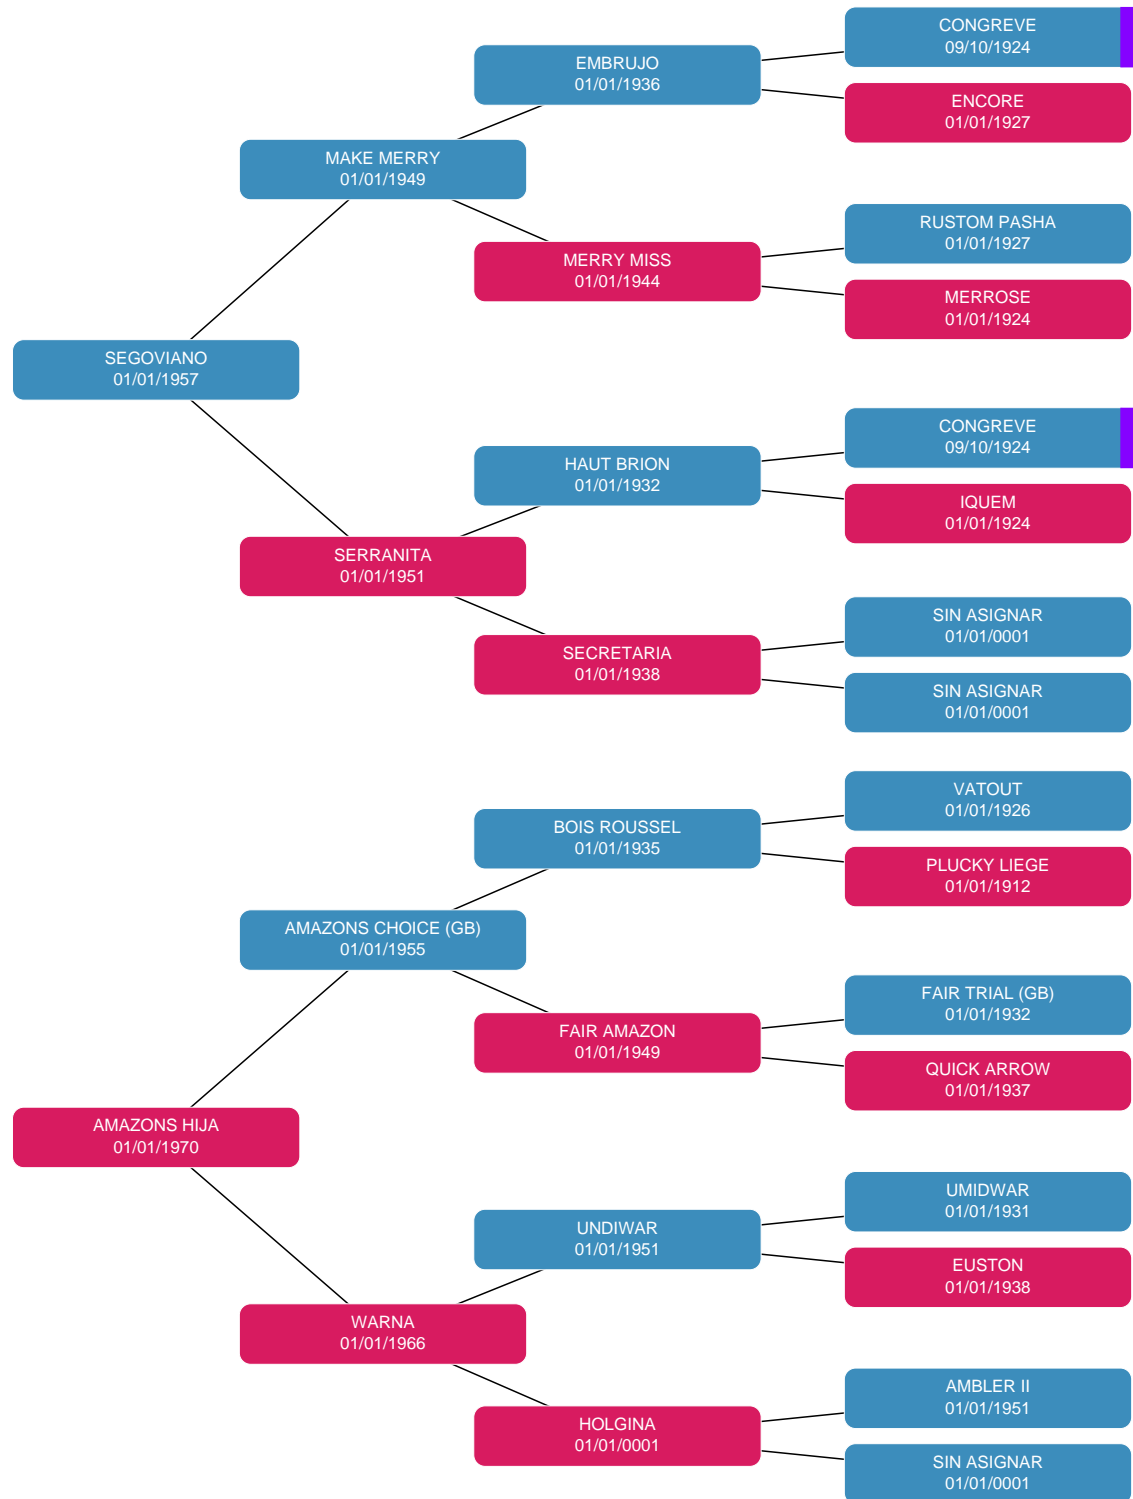 CONGREVE
09/10/1924
EMBRUJO
01/01/1936
ENCORE
01/01/1927
MAKE MERRY
01/01/1949
RUSTOM PASHA
01/01/1927
MERRY MISS
01/01/1944
MERROSE
01/01/1924
SEGOVIANO
01/01/1957
CONGREVE
09/10/1924
HAUT BRION
01/01/1932
IQUEM
01/01/1924
SERRANITA
01/01/1951
SIN ASIGNAR
01/01/0001
SECRETARIA
01/01/1938
SIN ASIGNAR
01/01/0001
VATOUT
01/01/1926
BOIS ROUSSEL
01/01/1935
PLUCKY LIEGE
01/01/1912
AMAZONS CHOICE (GB)
01/01/1955
FAIR TRIAL (GB)
01/01/1932
FAIR AMAZON
01/01/1949
QUICK ARROW
01/01/1937
AMAZONS HIJA
01/01/1970
UMIDWAR
01/01/1931
UNDIWAR
01/01/1951
EUSTON
01/01/1938
WARNA
01/01/1966
AMBLER II
01/01/1951
HOLGINA
01/01/0001
SIN ASIGNAR
01/01/0001